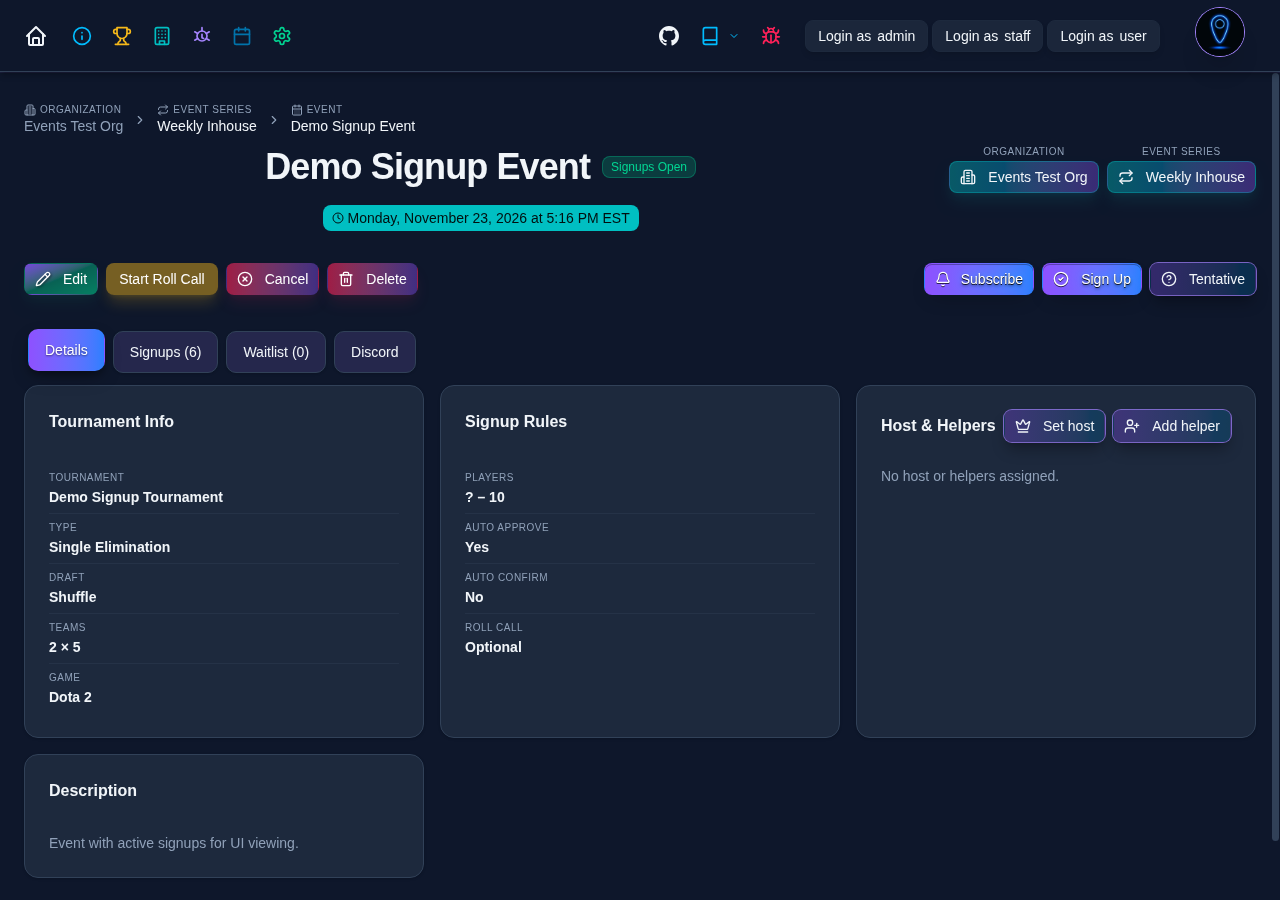 Login as admin
Login as staff
Login as user
ORGANIZATION
Events Test Org
EVENT SERIES
Weekly Inhouse
EVENT
Demo Signup Event
Demo Signup Event
Signups Open
Monday, November 23, 2026 at 5:16 PM EST
ORGANIZATION
Events Test Org
EVENT SERIES
Weekly Inhouse
Edit
Start Roll Call
Cancel
Delete
Subscribe
Sign Up
Tentative
Details
Signups (6)
Waitlist (0)
Discord
Tournament Info
TOURNAMENT
Demo Signup Tournament
TYPE
Single Elimination
DRAFT
Shuffle
TEAMS
2 × 5
GAME
Dota 2
Signup Rules
PLAYERS
? – 10
AUTO APPROVE
Yes
AUTO CONFIRM
No
ROLL CALL
Optional
Host & Helpers
Set host
Add helper
No host or helpers assigned.
Description
Event with active signups for UI viewing.